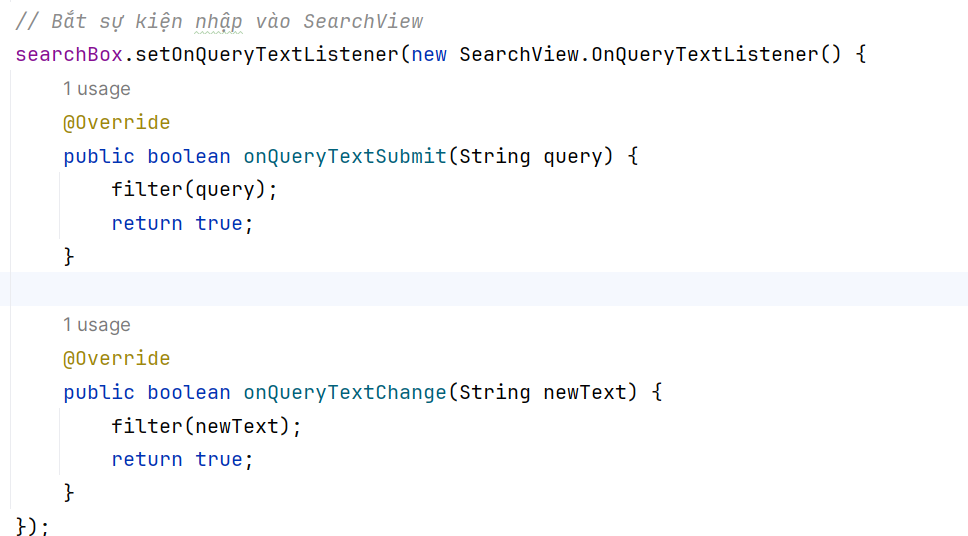 // Bắt sự kiện nhập vào SearchView
searchBox.setOnQueryTextListener(new SearchView.OnQueryTextListener() {
1 usage
@Override
public boolean onQueryTextSubmit(String query) {
filter(query);
return true;
}
1 usage
@Override
public boolean onQueryTextChange(String newText) {
filter(newText);
return true;
}
});